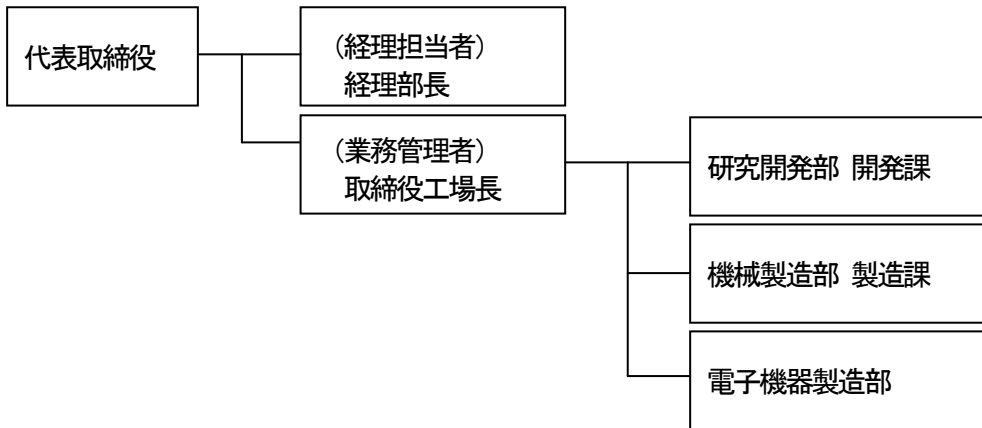 代表取締役
（経理担当者）
経理部長
（業務管理者）
取締役工場長
研究開発部 開発課
機械製造部 製造課
電子機器製造部